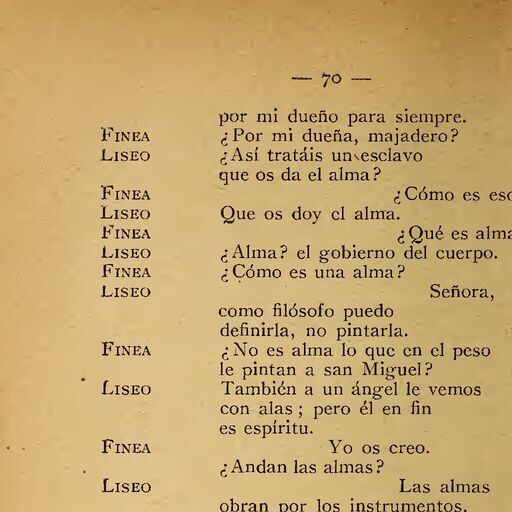 — 70 —
por mi dueño para siempre.
FINEA ¿Por mi dueña, majadero?
LISEO ¿Así tratáis un esclavo
que os da el alma?
FINEA ¿Cómo es
LISEO Que os doy el alma.
FINEA ¿Qué es alma
LISEO ¿Alma? el gobierno del cuerpo.
FINEA ¿Cómo es una alma?
LISEO Señora,
como filósofo puedo
definirla, no pintarla.
FINEA ¿No es alma lo que en el peso
le pintan a san Miguel?
LISEO También a un ángel le vemos
con alas; pero él en fin
es espíritu.
FINEA Yo os creo.
¿Andan las almas?
LISEO Las almas
obran por los instrumentos,